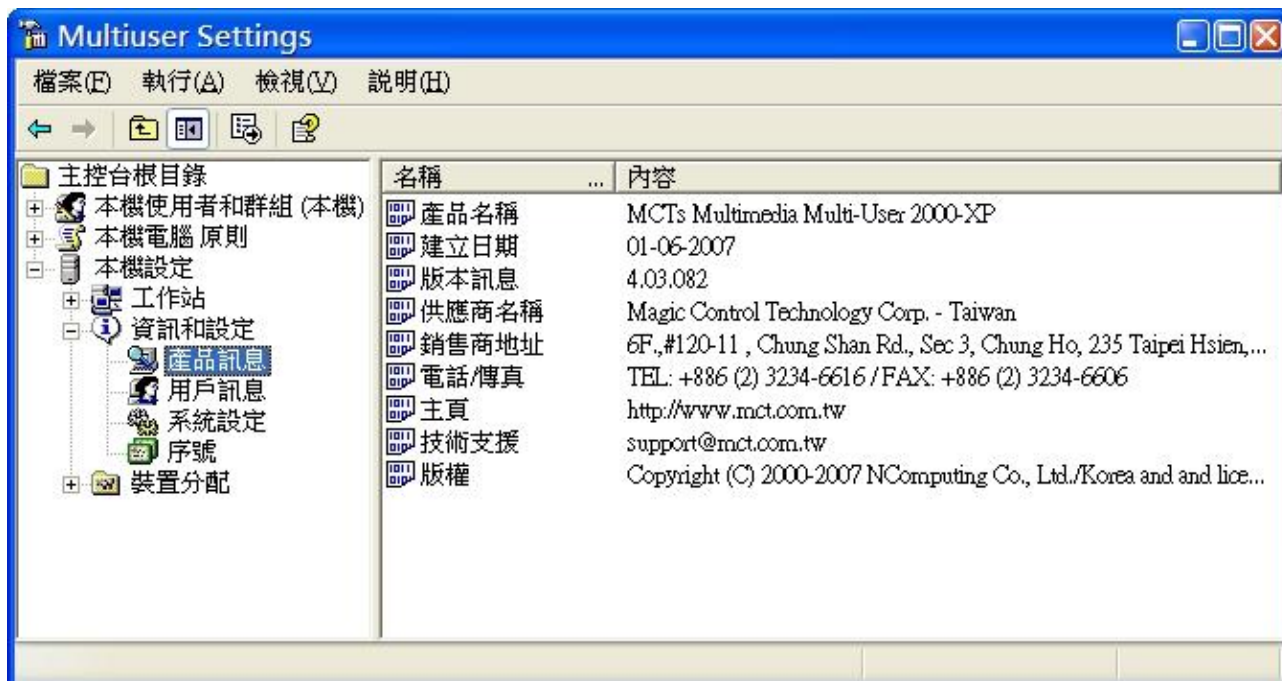 Multiuser Settings
檔案(F) 執行(A) 檢視(V) 說明(H)
主控台根目錄
本機使用者和群組 (本機)
本機電腦 原則
本機設定
工作站
資訊和設定
產品訊息
用戶訊息
系統設定
序號
裝置分配
名稱 ... 內容
產品名稱 MCTs Multimedia Multi-User 2000-XP
建立日期 01-06-2007
版本訊息 4.03.082
供應商名稱 Magic Control Technology Corp. - Taiwan
銷售商地址 6F.,#120-11 , Chung Shan Rd., Sec 3, Chung Ho, 235 Taipei Hsien,...
電話/傳真 TEL: +886 (2) 3234-6616 / FAX: +886 (2) 3234-6606
主頁 http://www.mct.com.tw
技術支援 support@mct.com.tw
版權 Copyright (C) 2000-2007 NComputing Co., Ltd./Korea and and lice...